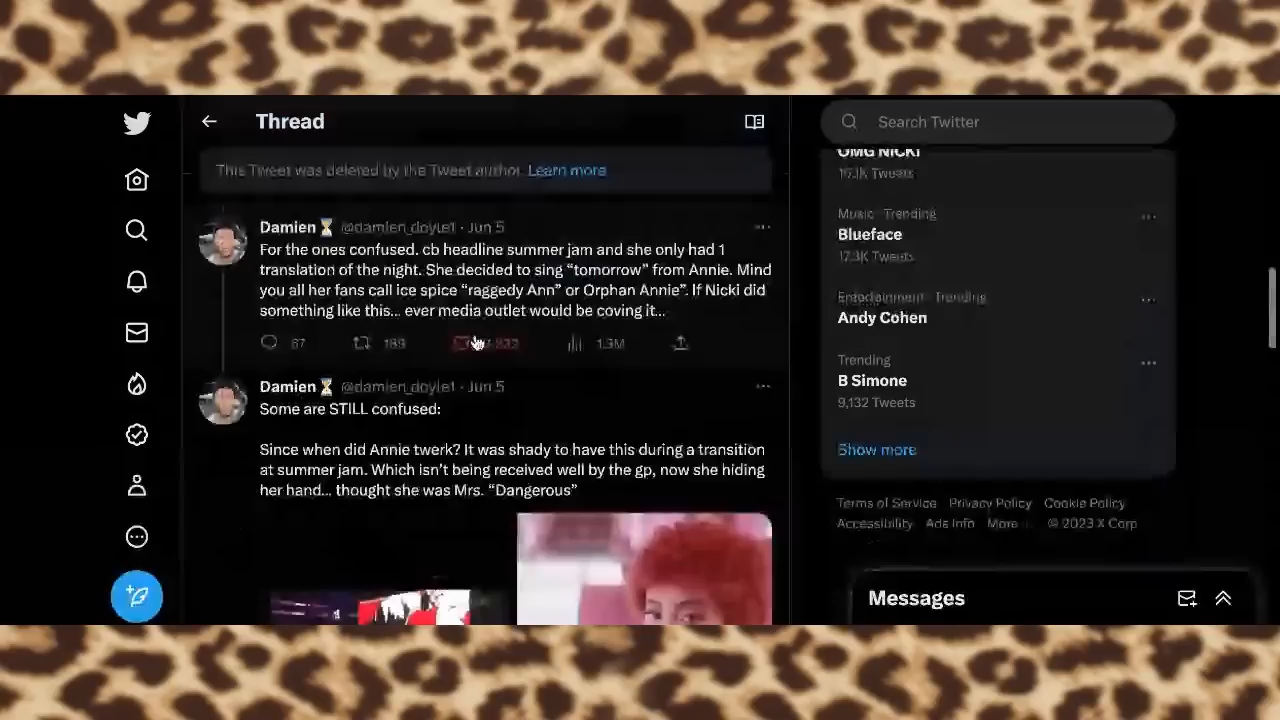 Thread
This Tweet was deleted by the Tweet author. Learn more
Damien ⏳ @damien_doyle1 · Jun 5
For the ones confused. cb headline summer jam and she only had 1
translation of the night. She decided to sing “tomorrow” from Annie. Mind
you all her fans call ice spice “raggedy Ann” or Orphan Annie”. If Nicki did
something like this... ever media outlet would be coving it...
67 189 1.3M
Damien ⏳ @damien_doyle1 · Jun 5
Some are STILL confused:
Since when did Annie twerk? It was shady to have this during a transition
at summer jam. Which isn’t being received well by the gp, now she hiding
her hand... thought she was Mrs. “Dangerous”
Search Twitter
OMG NICKI
Tweets
Music · Trending
Blueface
17.3K Tweets
Entertainment · Trending
Andy Cohen
Trending
B Simone
9,132 Tweets
Show more
Terms of Service Privacy Policy Cookie Policy
Accessibility Ads info More ... © 2023 X Corp
Messages